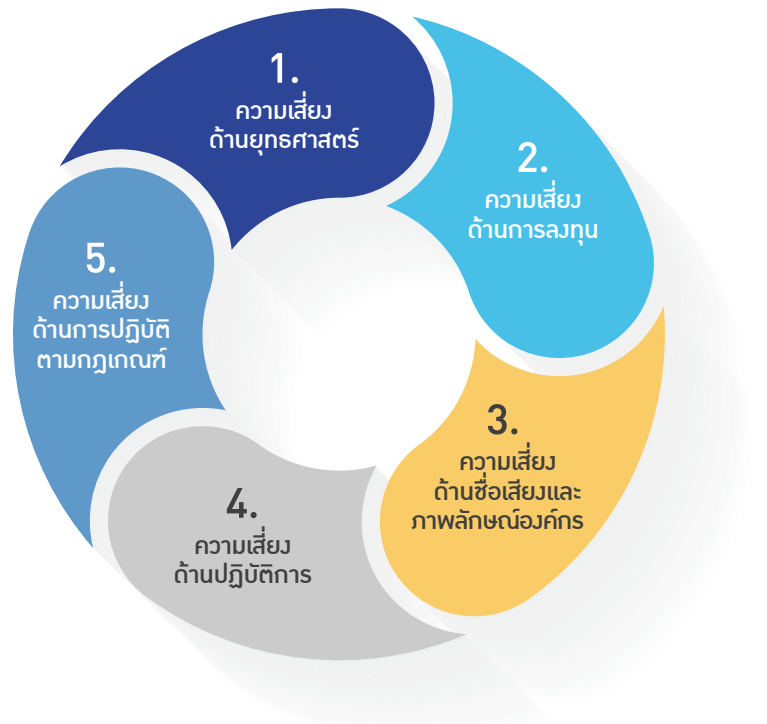 1.
ความเสี่ยง
ด้านยุทธศาสตร์
2.
ความเสี่ยง
ด้านการลงทุน
3.
ความเสี่ยง
ด้านชื่อเสียงและ
ภาพลักษณ์องค์กร
4.
ความเสี่ยง
ด้านปฏิบัติการ
5.
ความเสี่ยง
ด้านการปฏิบัติ
ตามกฎเกณฑ์